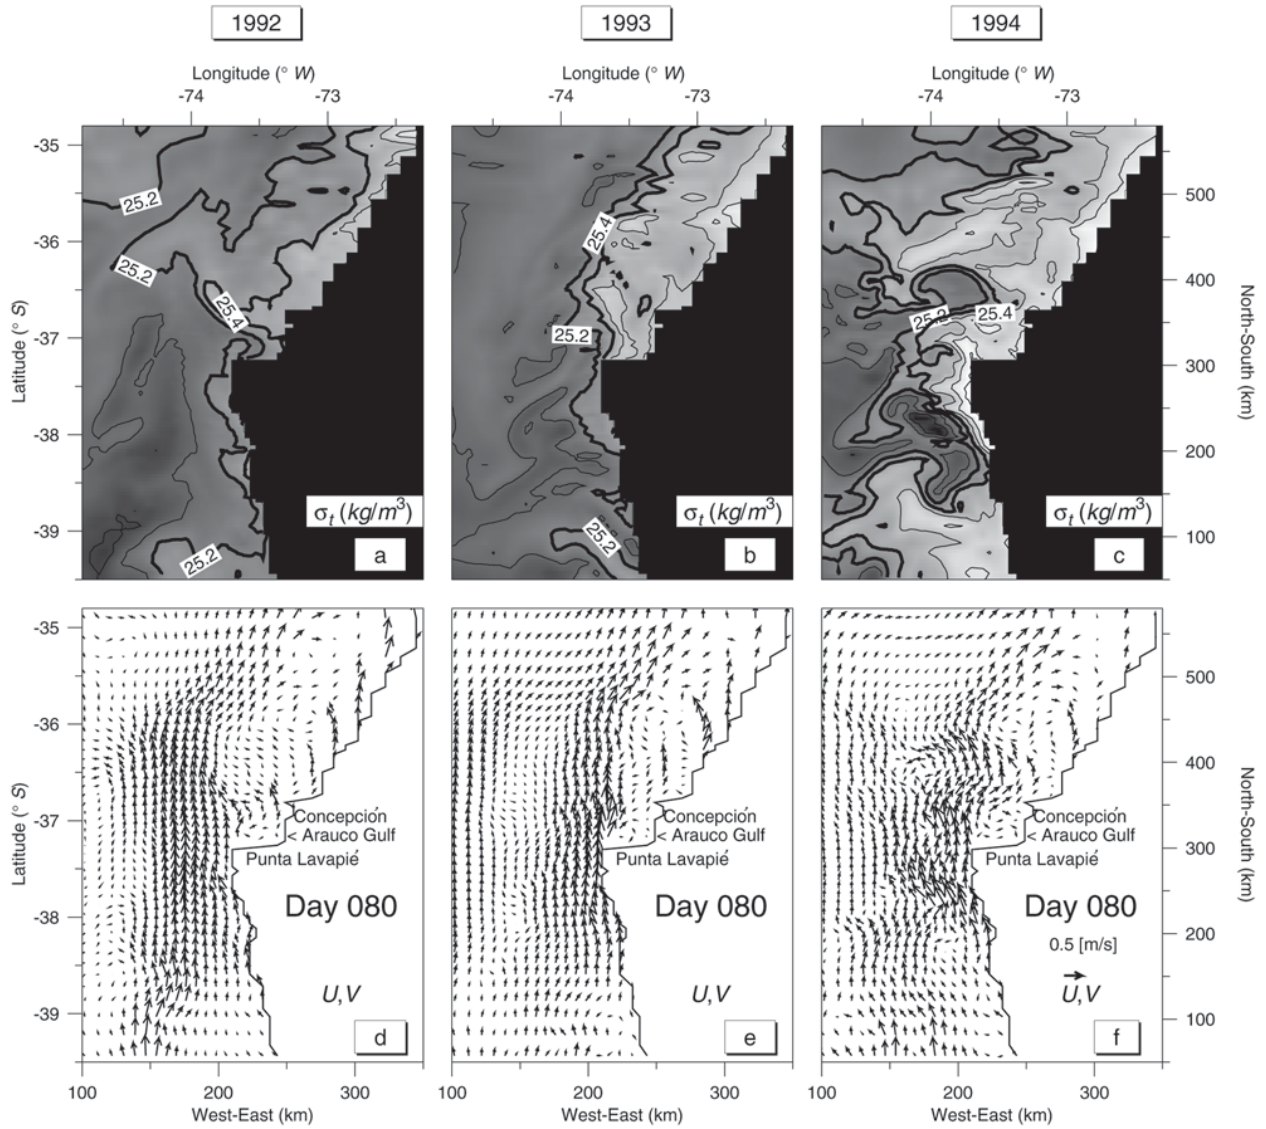 1992 1993 1994
Longitude (° W) Longitude (° W) Longitude (° W)
-74 -73 -74 -73 -74 -73
-35
-36
-37
-38
-39
Latitude (° S)
25.2
25.2
25.4
25.2
σt (kg/m³)
a
25.4
25.2
25.2
σt (kg/m³)
b
25.2
25.4
σt (kg/m³)
c
500
400
300
200
100
North-South (km)
-35
-36
-37
-38
-39
Latitude (° S)
Concepción
< Arauco Gulf
Punta Lavapié
Day 080
U,V
d
Concepción
< Arauco Gulf
Punta Lavapié
Day 080
U,V
e
Concepción
< Arauco Gulf
Punta Lavapié
Day 080
0.5 [m/s]
U,V
f
500
400
300
200
100
North-South (km)
100 200 300 100 200 300 100 200 300
West-East (km) West-East (km) West-East (km)